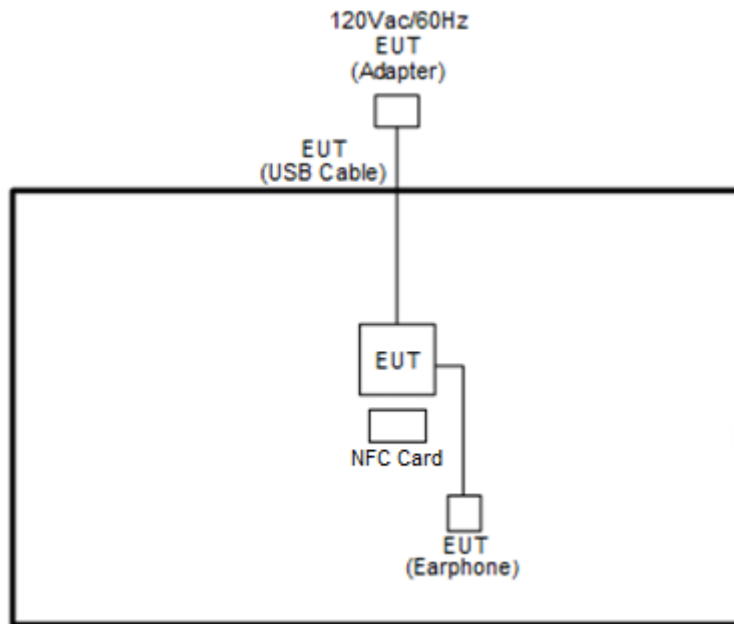 120Vac/60Hz
EUT
(Adapter)
EUT
(USB Cable)
EUT
NFC Card
EUT
(Earphone)